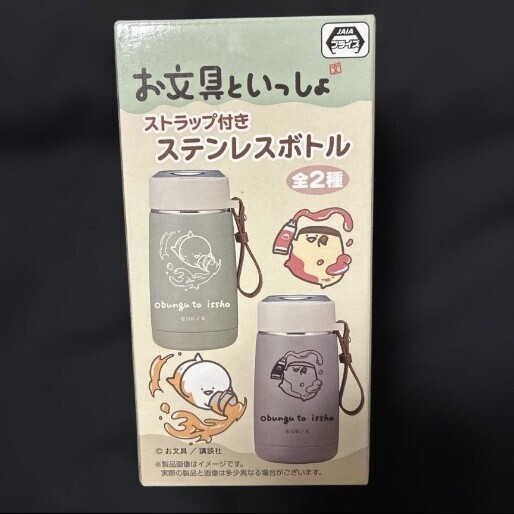 JAIA
プライズ
お文具といっしょ
ストラップ付き
ステンレスボトル
全2種
obungu to issho
obungu to issho
©お文具/講談社
※製品画像はイメージです。
実際の製品と画像は多少異なる場合がございます。